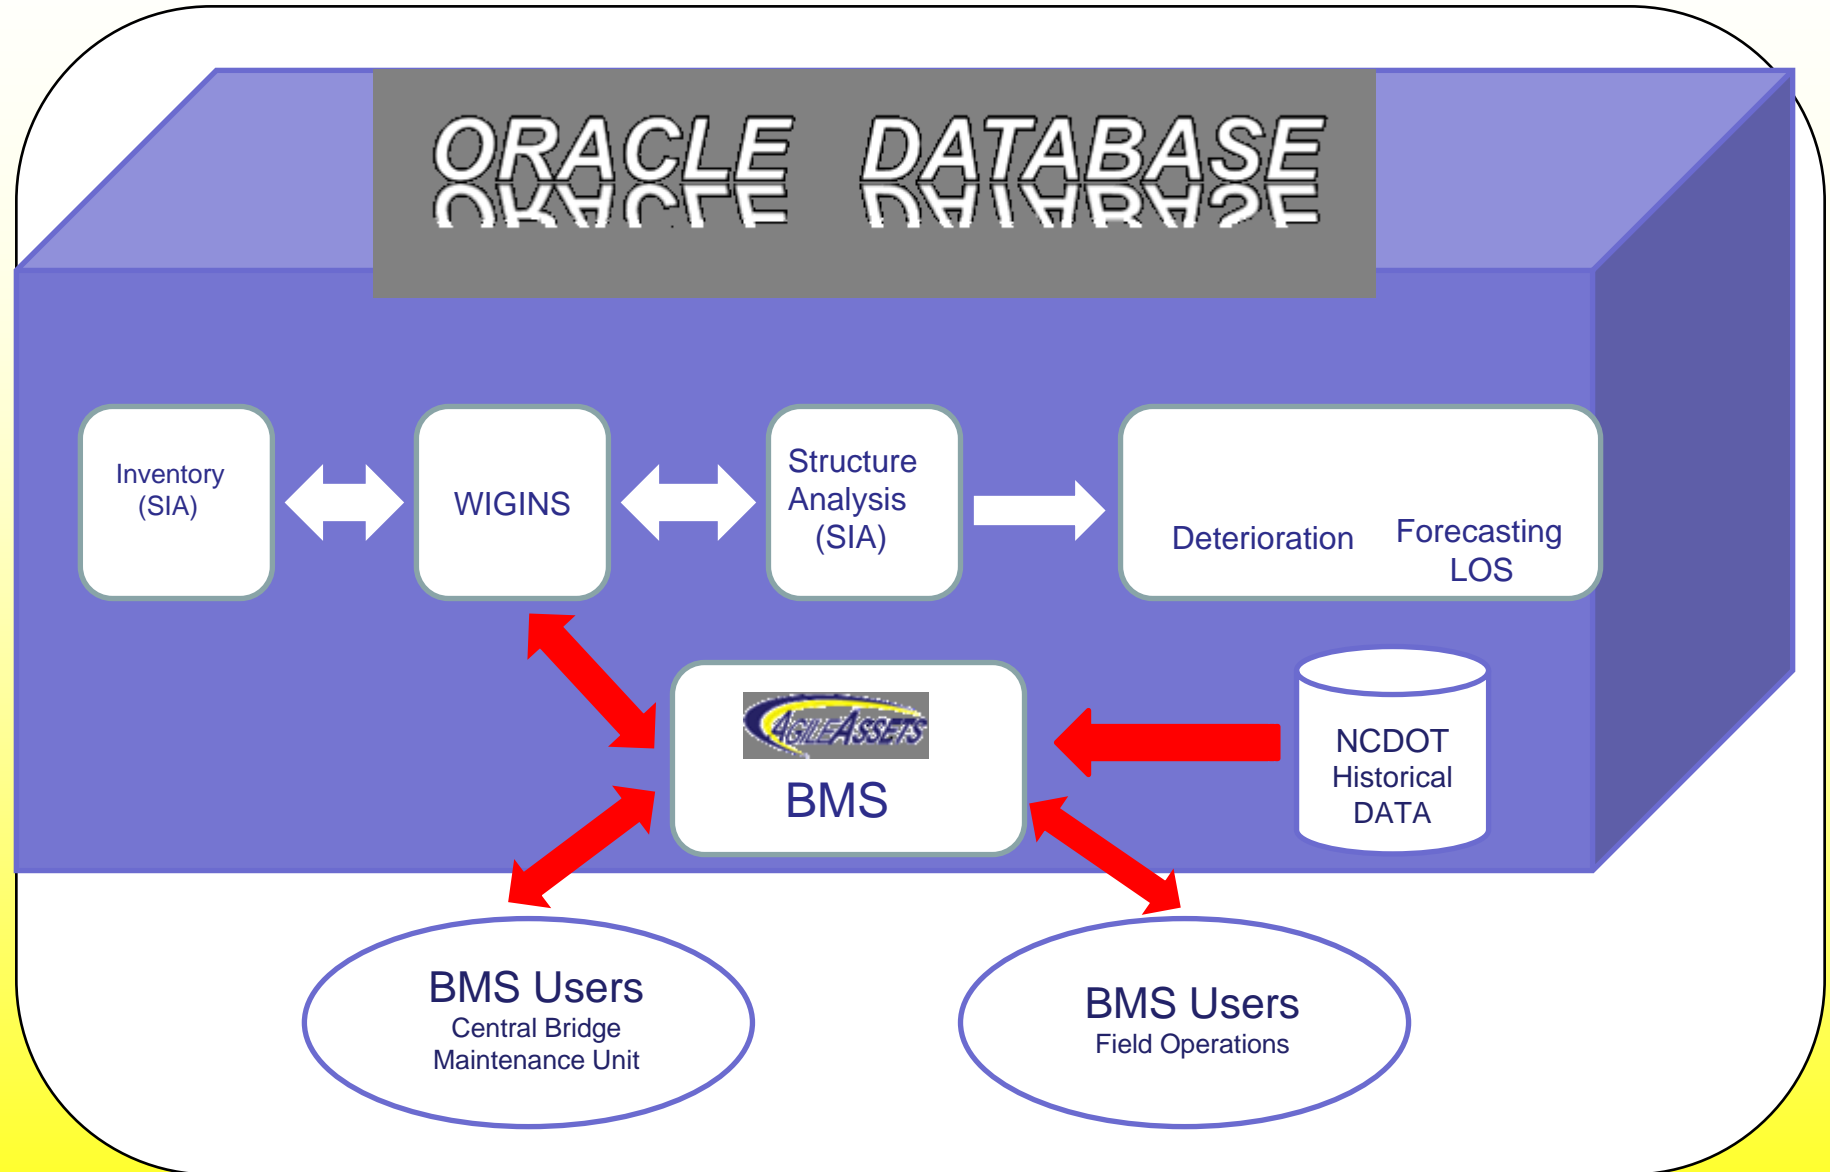 ORACLE DATABASE
Inventory
(SIA)
WIGINS
Structure
Analysis
(SIA)
Deterioration
Forecasting
LOS
AGILEASSETS
BMS
NCDOT
Historical
DATA
BMS Users
Central Bridge
Maintenance Unit
BMS Users
Field Operations